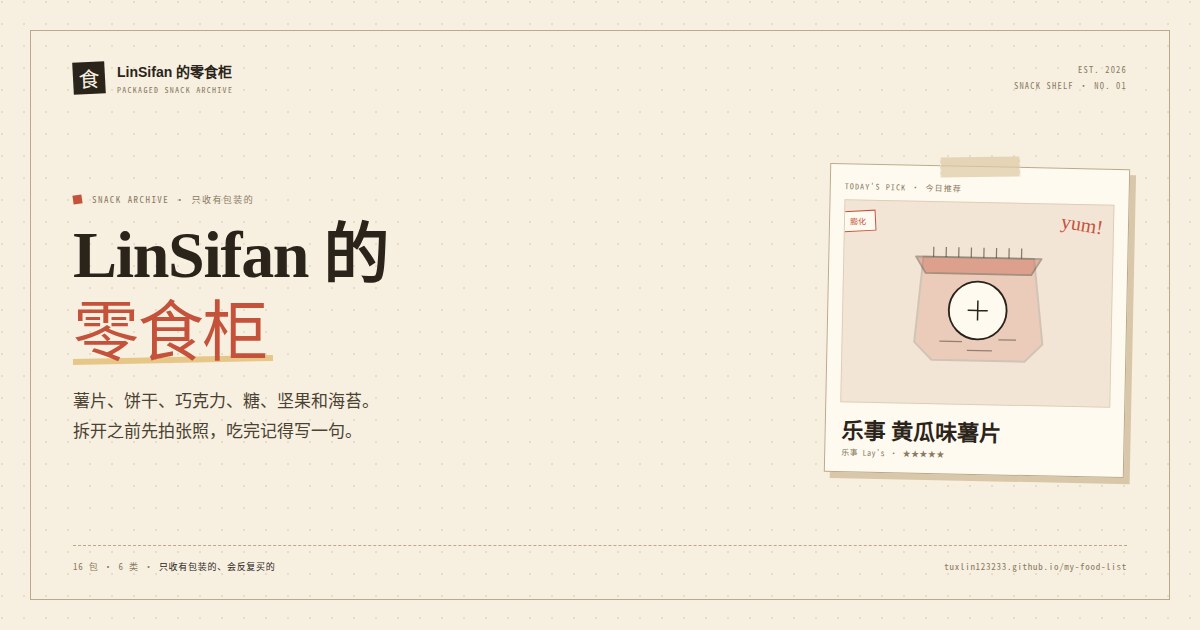 食
LinSifan 的零食柜
PACKAGED SNACK ARCHIVE
EST. 2026
SNACK SHELF · NO. 01
SNACK ARCHIVE · 只收有包装的
LinSifan 的
零食柜
薯片、饼干、巧克力、糖、坚果和海苔。
拆开之前先拍张照，吃完记得写一句。
TODAY'S PICK · 今日推荐
膨化
yum!
乐事 黄瓜味薯片
乐事 Lay's · ★★★★★
16 包 · 6 类 · 只收有包装的、会反复买的
tuxlin123233.github.io/my-food-list